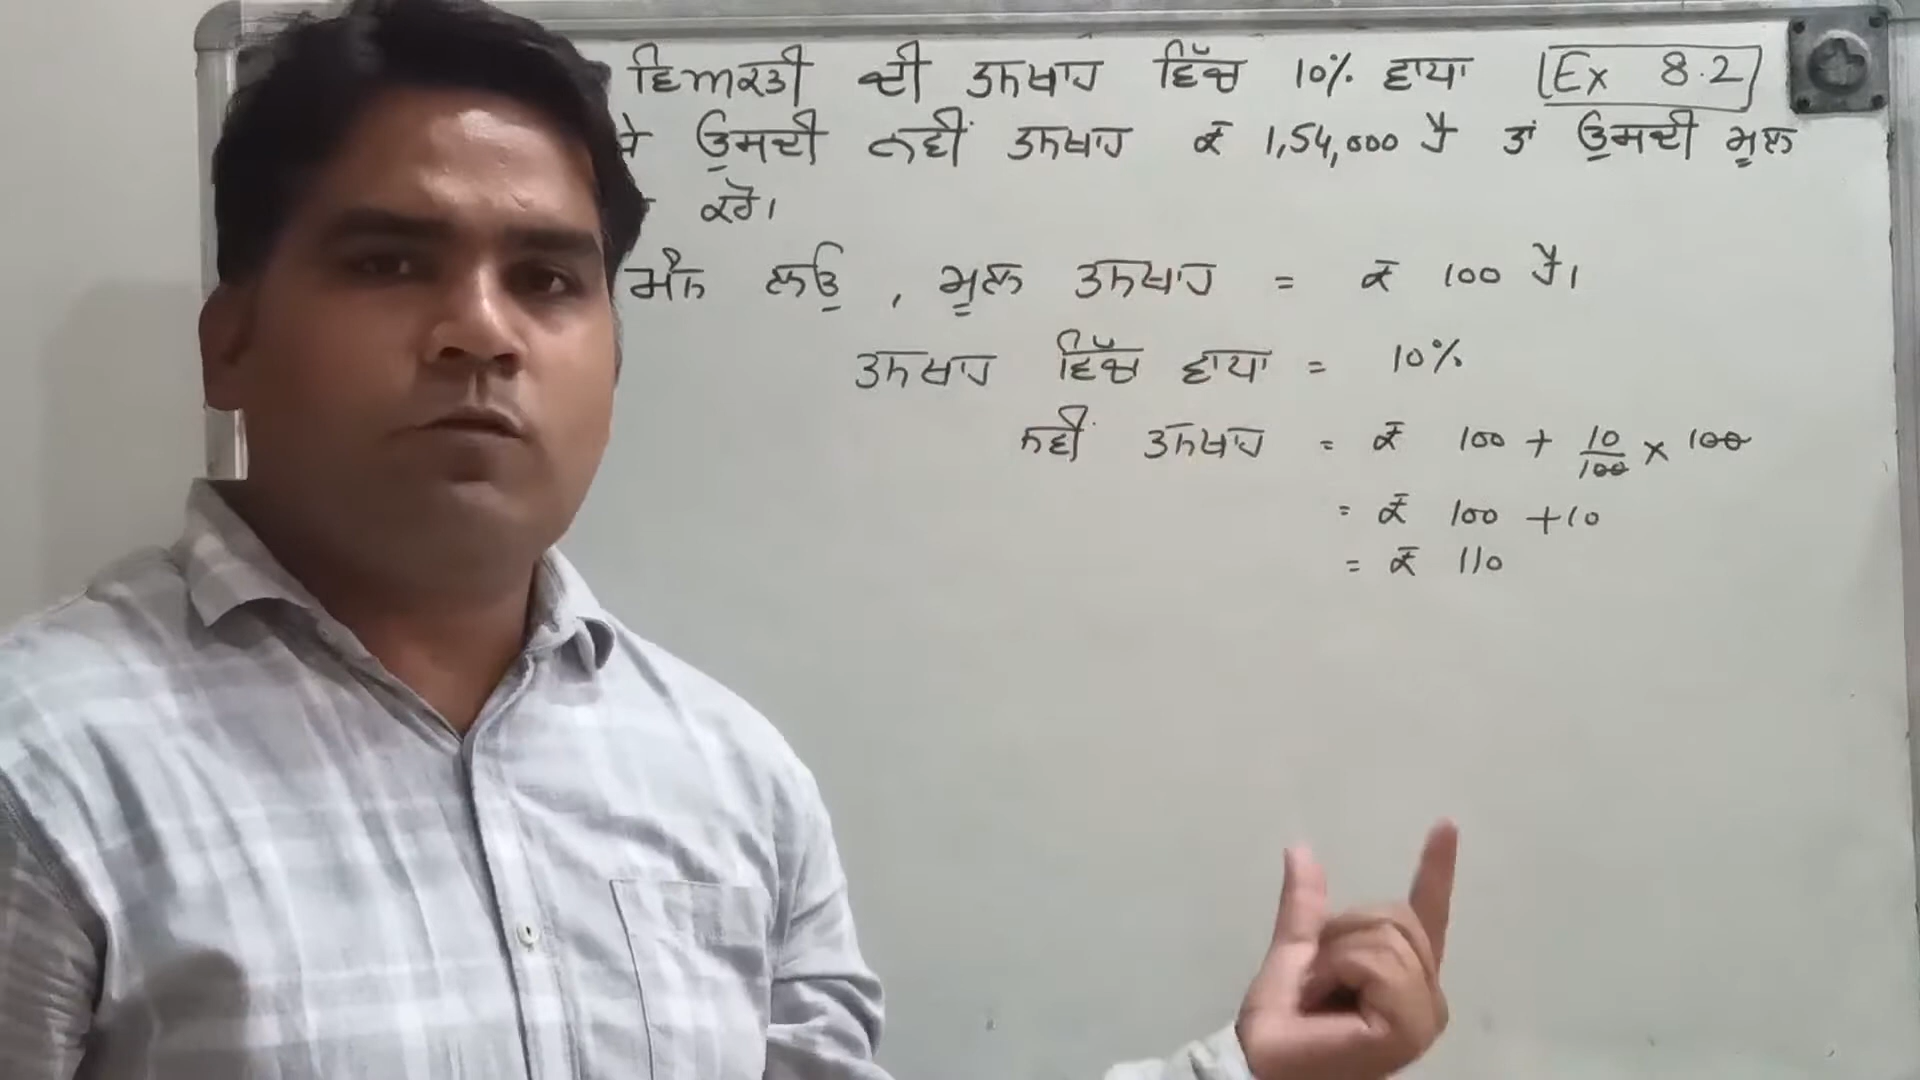 ਵਿਅਕਤੀ ਦੀ ਤਨਖਾਹ ਵਿੱਚ 10% ਵਾਧਾ Ex 8.2
ਉਸਦੀ ਨਵੀਂ ਤਨਖਾਹ ₹ 1,54,000 ਹੈ ਤਾਂ ਉਸਦੀ ਮੂਲ
ਕਰੋ।
ਮੰਨ ਲਉ , ਮੂਲ ਤਨਖਾਹ = ₹ 100 ਹੈ।
ਤਨਖਾਹ ਵਿੱਚ ਵਾਧਾ = 10%
ਨਵੀਂ ਤਨਖਾਹ = ₹ 100 + 10/100 × 100
= ₹ 100 + 10
= ₹ 110